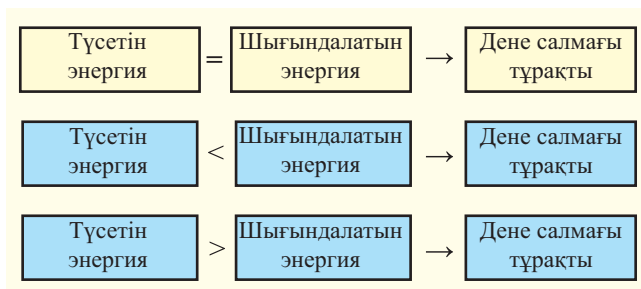 Түсетін энергия = Шығындалатын энергия → Дене салмағы тұрақты
Түсетін энергия < Шығындалатын энергия → Дене салмағы тұрақты
Түсетін энергия > Шығындалатын энергия → Дене салмағы тұрақты